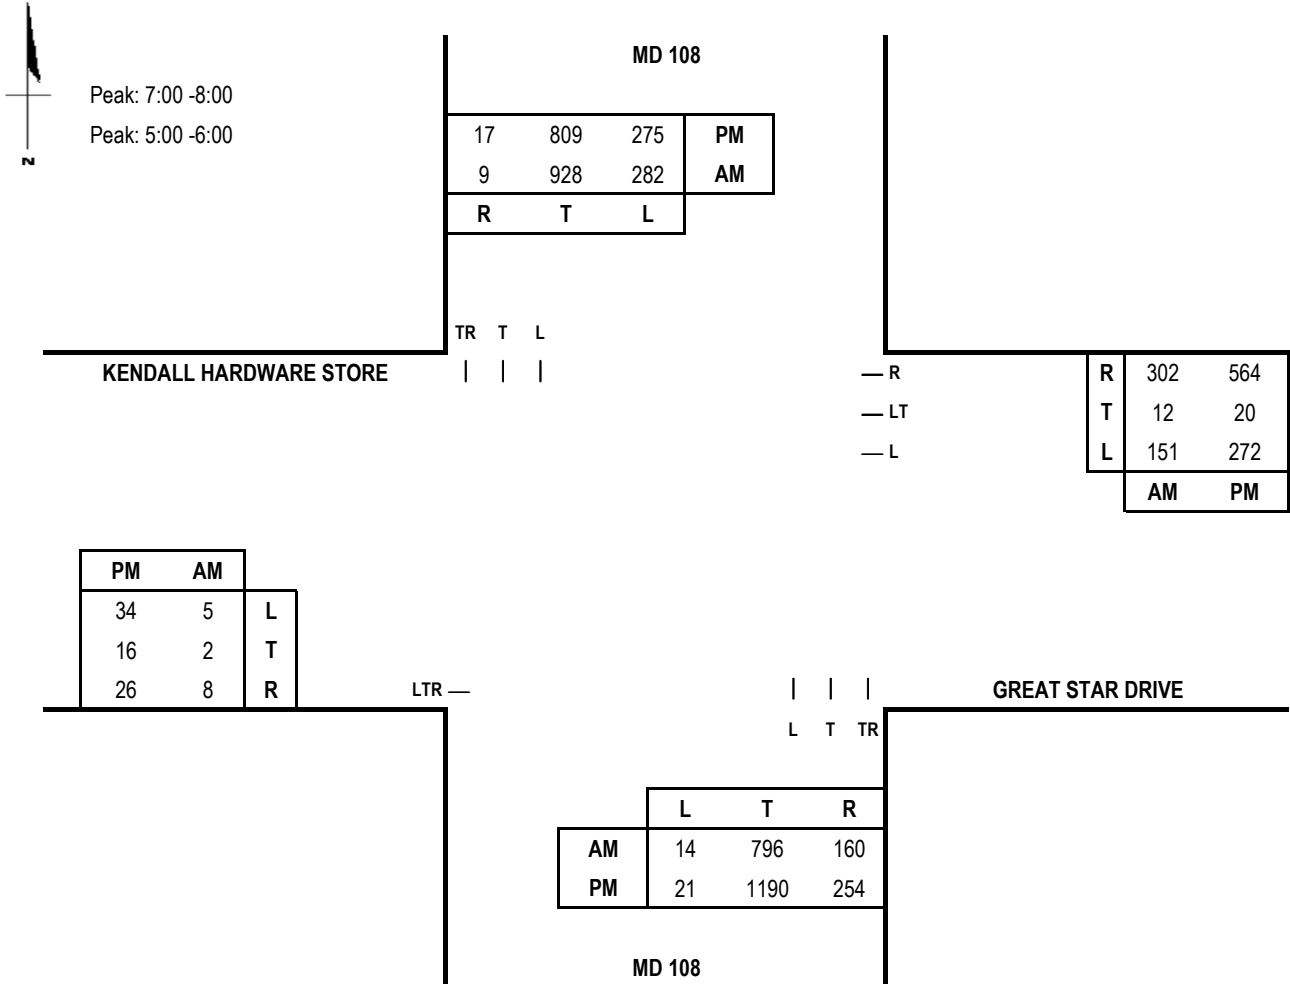 MD 108
Peak: 7:00 -8:00
Peak: 5:00 -6:00
17 809 275 PM
9 928 282 AM
R T L
TR T L
KENDALL HARDWARE STORE
R
LT
L
R 302 564
T 12 20
L 151 272
AM PM
N
PM AM
34 5 L
16 2 T
26 8 R
LTR
GREAT STAR DRIVE
L T TR
L T R
AM 14 796 160
PM 21 1190 254
MD 108